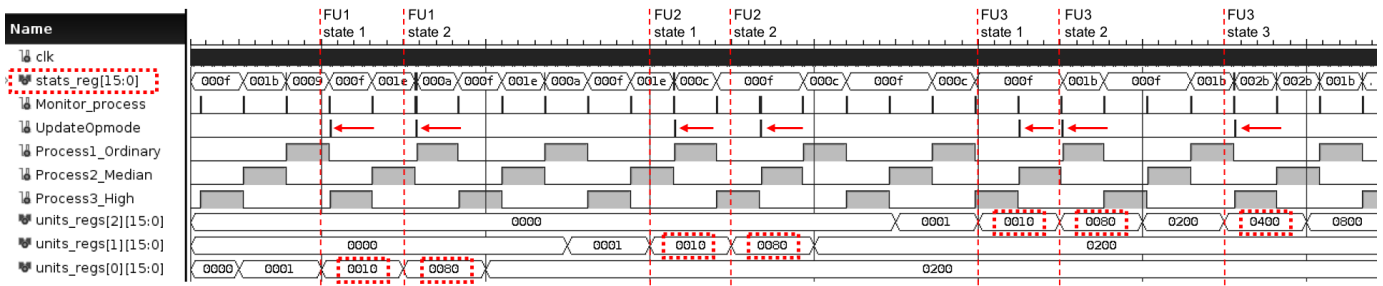 FU1 FU1 FU2 FU2 FU3 FU3 FU3
Name state 1 state 2 state 1 state 2 state 1 state 2 state 3
clk
stats_reg[15:0] 000f 001b 0009 000f 001e 000a 000f 001e 000a 000f 001e 000c 000f 000c 000f 000c 000f 001b 000f 001b 002b 002b 001b .
Monitor_process
UpdateOpmode
Process1_Ordinary
Process2_Median
Process3_High
units_regs[2][15:0] 0000 0001 0010 0080 0200 0400 0800
units_regs[1][15:0] 0000 0001 0010 0080 0200
units_regs[0][15:0] 0000 0001 0010 0080 0200